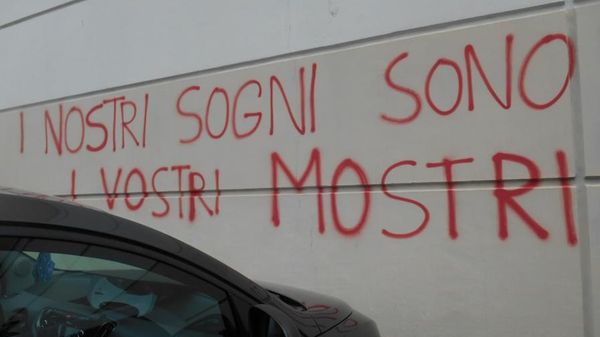 I NOSTRI SOGNI SONO
I VOSTRI MOSTRI